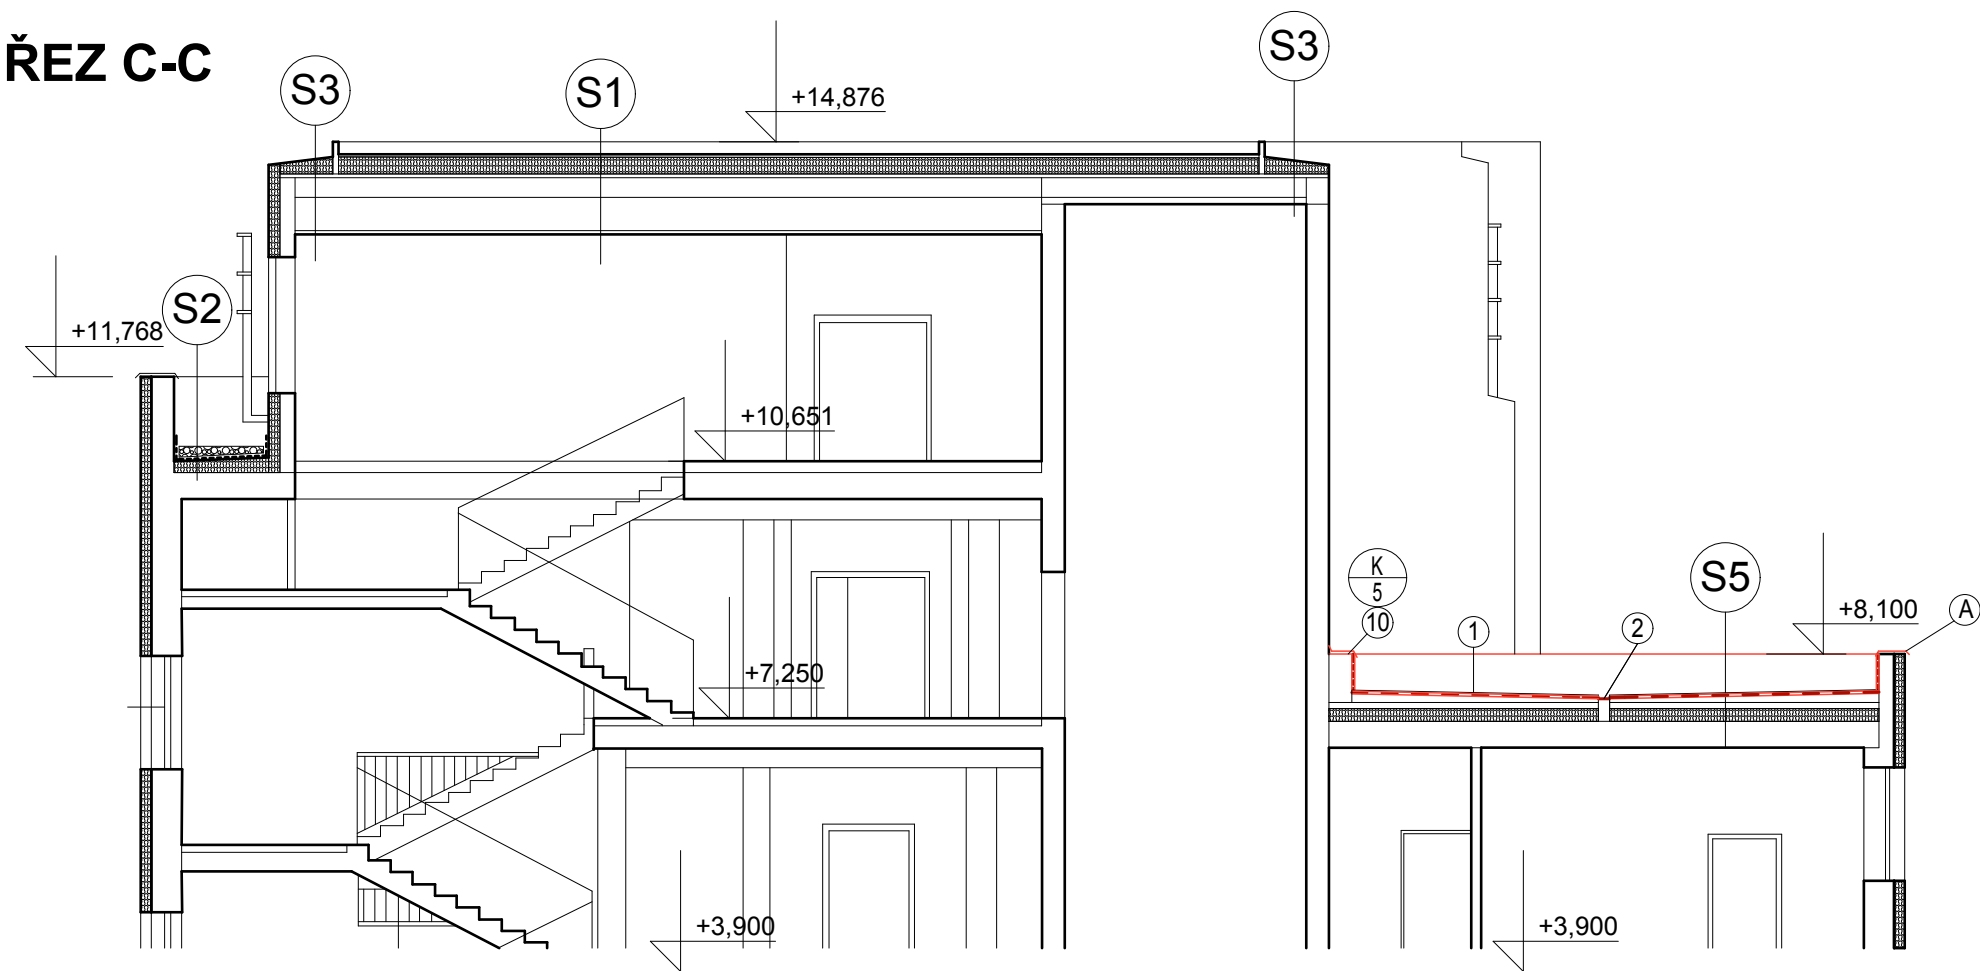 ŘEZ C-C
S3
S1
+14,876
S3
S2
+11,768
+10,651
K
5
10
1
2
S5
+8,100
A
+7,250
+3,900
+3,900